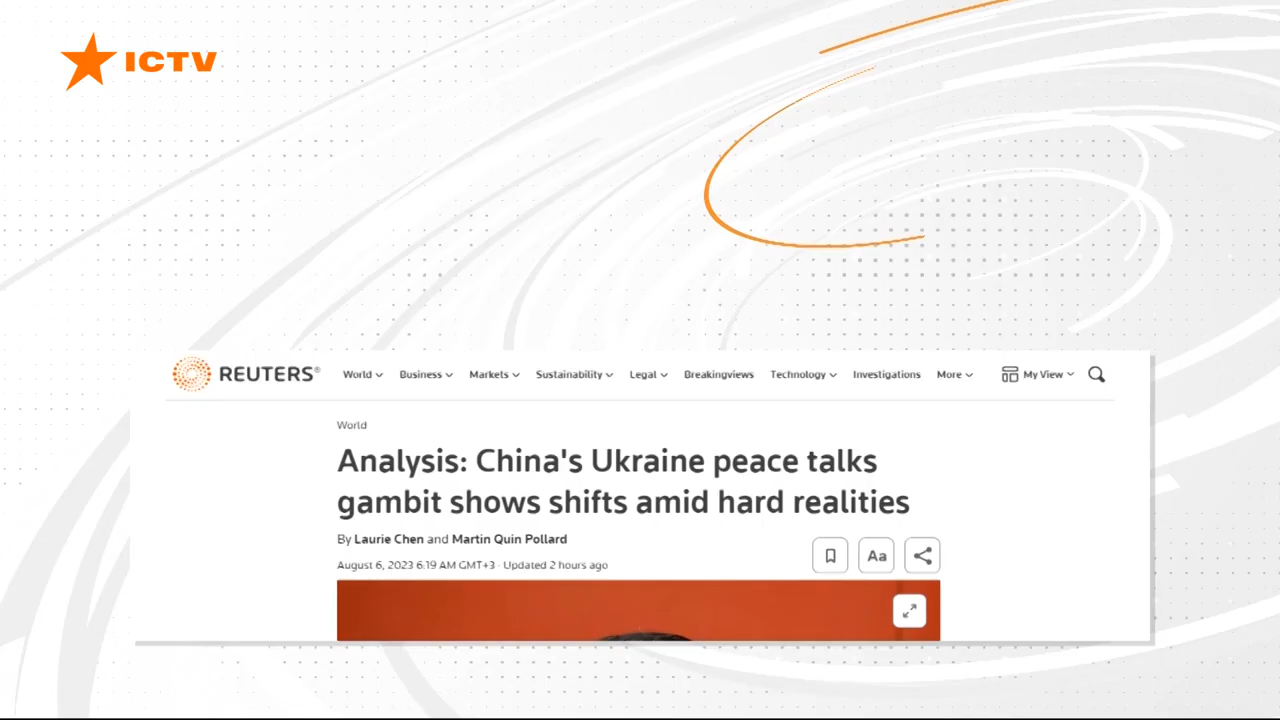 ICTV
REUTERS®
World Business Markets Sustainability Legal Breakingviews Technology Investigations More My View
World
Analysis: China's Ukraine peace talks
gambit shows shifts amid hard realities
By Laurie Chen and Martin Quin Pollard
Aa
August 6, 2023 6:19 AM GMT+3 · Updated 2 hours ago